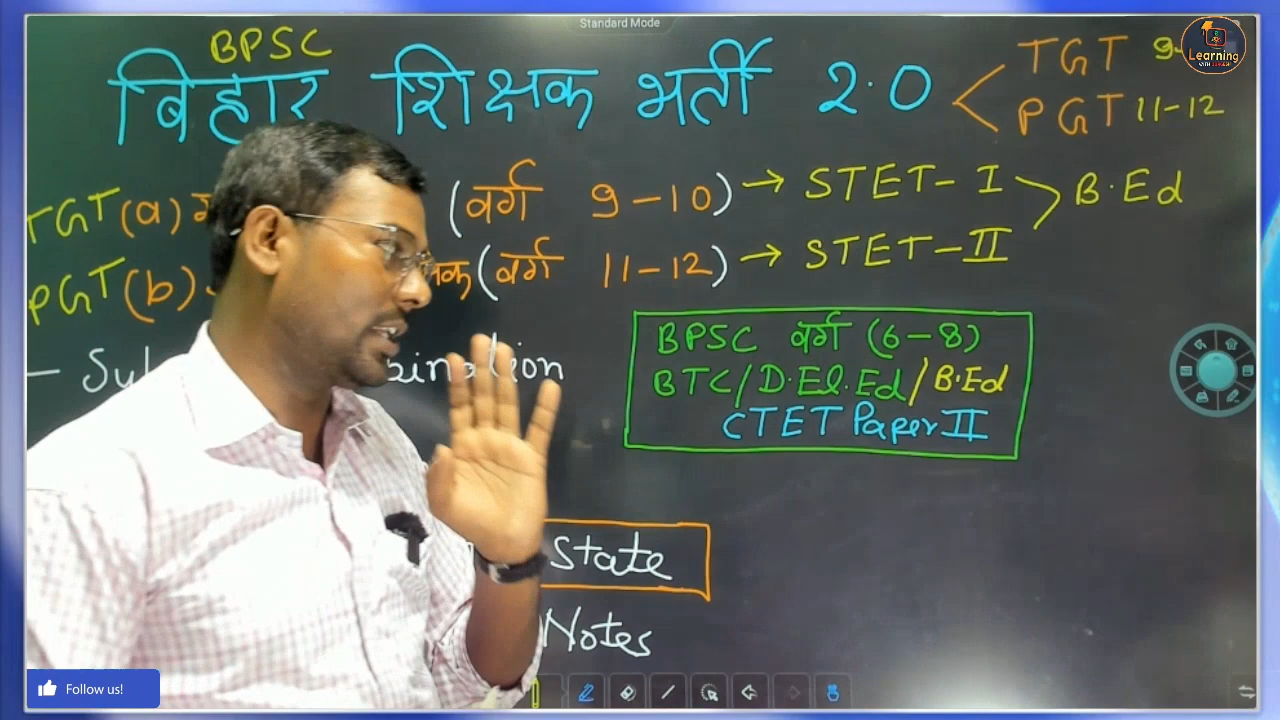 Standard Mode
BPSC
बिहार शिक्षक भर्ती 2.0
TGT 9-
PGT 11-12
Learning
TGT (a) (वर्ग 9-10) → STET-I
B.Ed
PGT (b) (वर्ग 11-12) → STET-II
BPSC वर्ग (6-8)
BTC/D.El.Ed/B.Ed
CTET Paper II
State
Notes
Follow us!